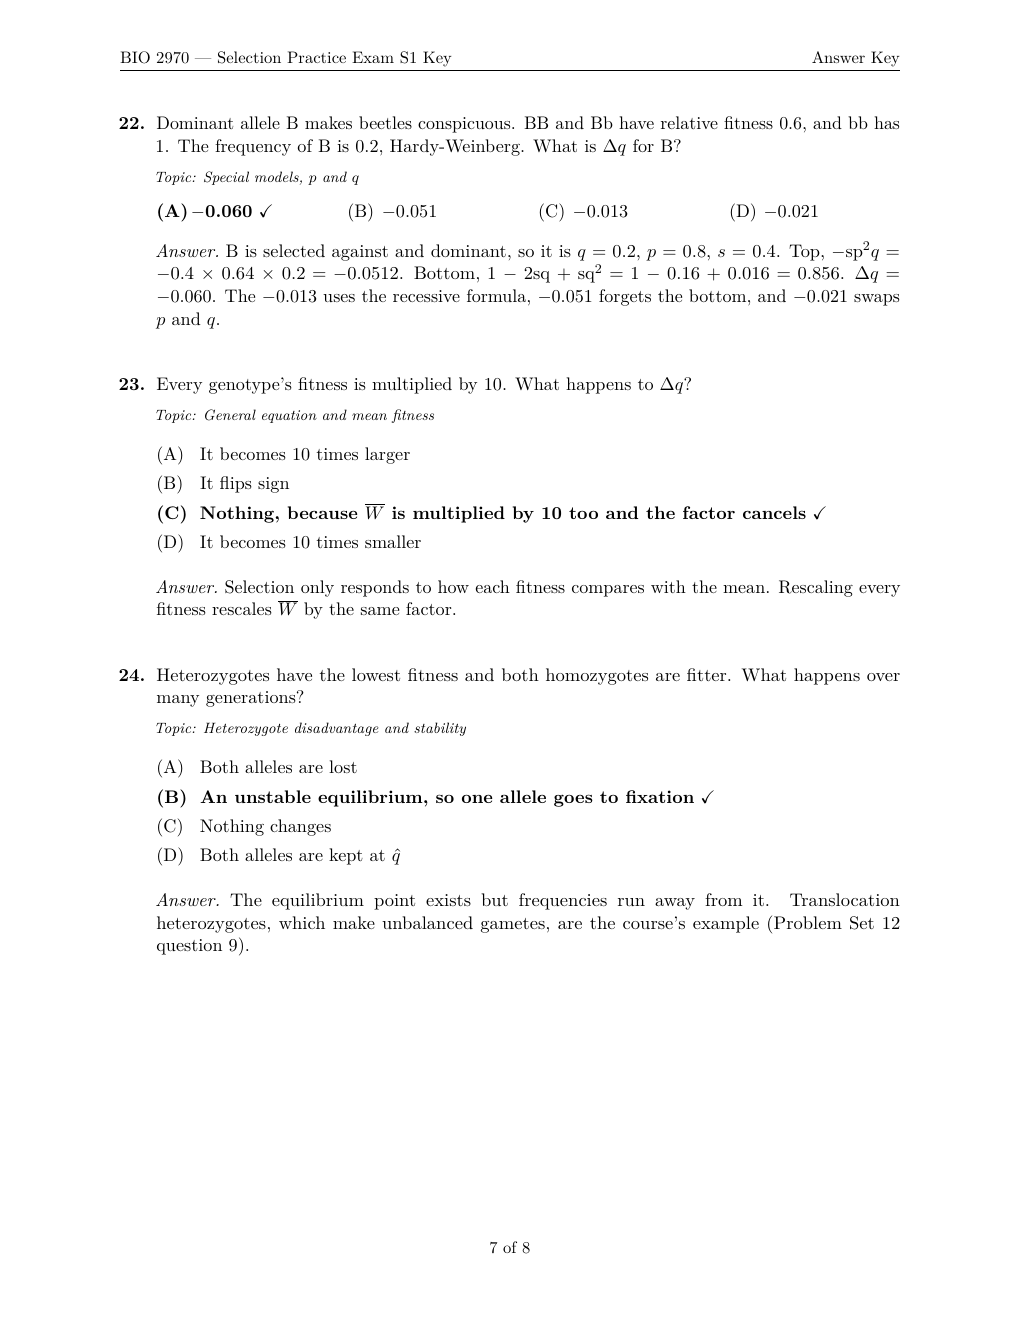 BIO 2970 — Selection Practice Exam S1 Key Answer Key
22. Dominant allele B makes beetles conspicuous. BB and Bb have relative fitness 0.6, and bb has
1. The frequency of B is 0.2, Hardy-Weinberg. What is Δq for B?
Topic: Special models, p and q
(A) −0.060 ✓ (B) −0.051 (C) −0.013 (D) −0.021
Answer. B is selected against and dominant, so it is q = 0.2, p = 0.8, s = 0.4. Top, −sp²q =
−0.4 × 0.64 × 0.2 = −0.0512. Bottom, 1 − 2sq + sq² = 1 − 0.16 + 0.016 = 0.856. Δq =
−0.060. The −0.013 uses the recessive formula, −0.051 forgets the bottom, and −0.021 swaps
p and q.
23. Every genotype's fitness is multiplied by 10. What happens to Δq?
Topic: General equation and mean fitness
(A) It becomes 10 times larger
(B) It flips sign
(C) Nothing, because W̅ is multiplied by 10 too and the factor cancels ✓
(D) It becomes 10 times smaller
Answer. Selection only responds to how each fitness compares with the mean. Rescaling every
fitness rescales W̅ by the same factor.
24. Heterozygotes have the lowest fitness and both homozygotes are fitter. What happens over
many generations?
Topic: Heterozygote disadvantage and stability
(A) Both alleles are lost
(B) An unstable equilibrium, so one allele goes to fixation ✓
(C) Nothing changes
(D) Both alleles are kept at q̂
Answer. The equilibrium point exists but frequencies run away from it. Translocation
heterozygotes, which make unbalanced gametes, are the course's example (Problem Set 12
question 9).
7 of 8